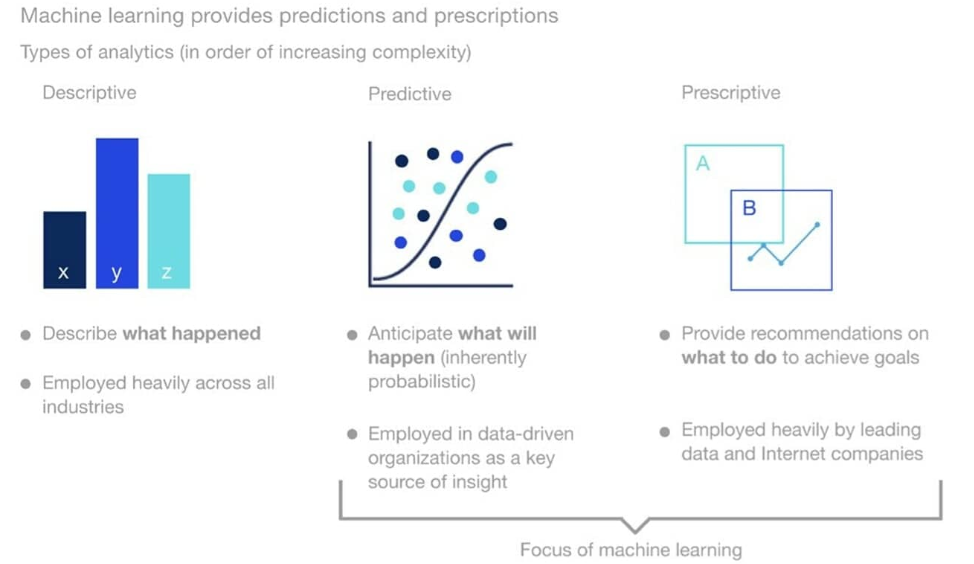 Machine learning provides predictions and prescriptions
Types of analytics (in order of increasing complexity)
Descriptive
x
y
z
Describe what happened
Employed heavily across all
industries
Predictive
Anticipate what will
happen (inherently
probabilistic)
Employed in data-driven
organizations as a key
source of insight
Prescriptive
A
B
Provide recommendations on
what to do to achieve goals
Employed heavily by leading
data and Internet companies
Focus of machine learning